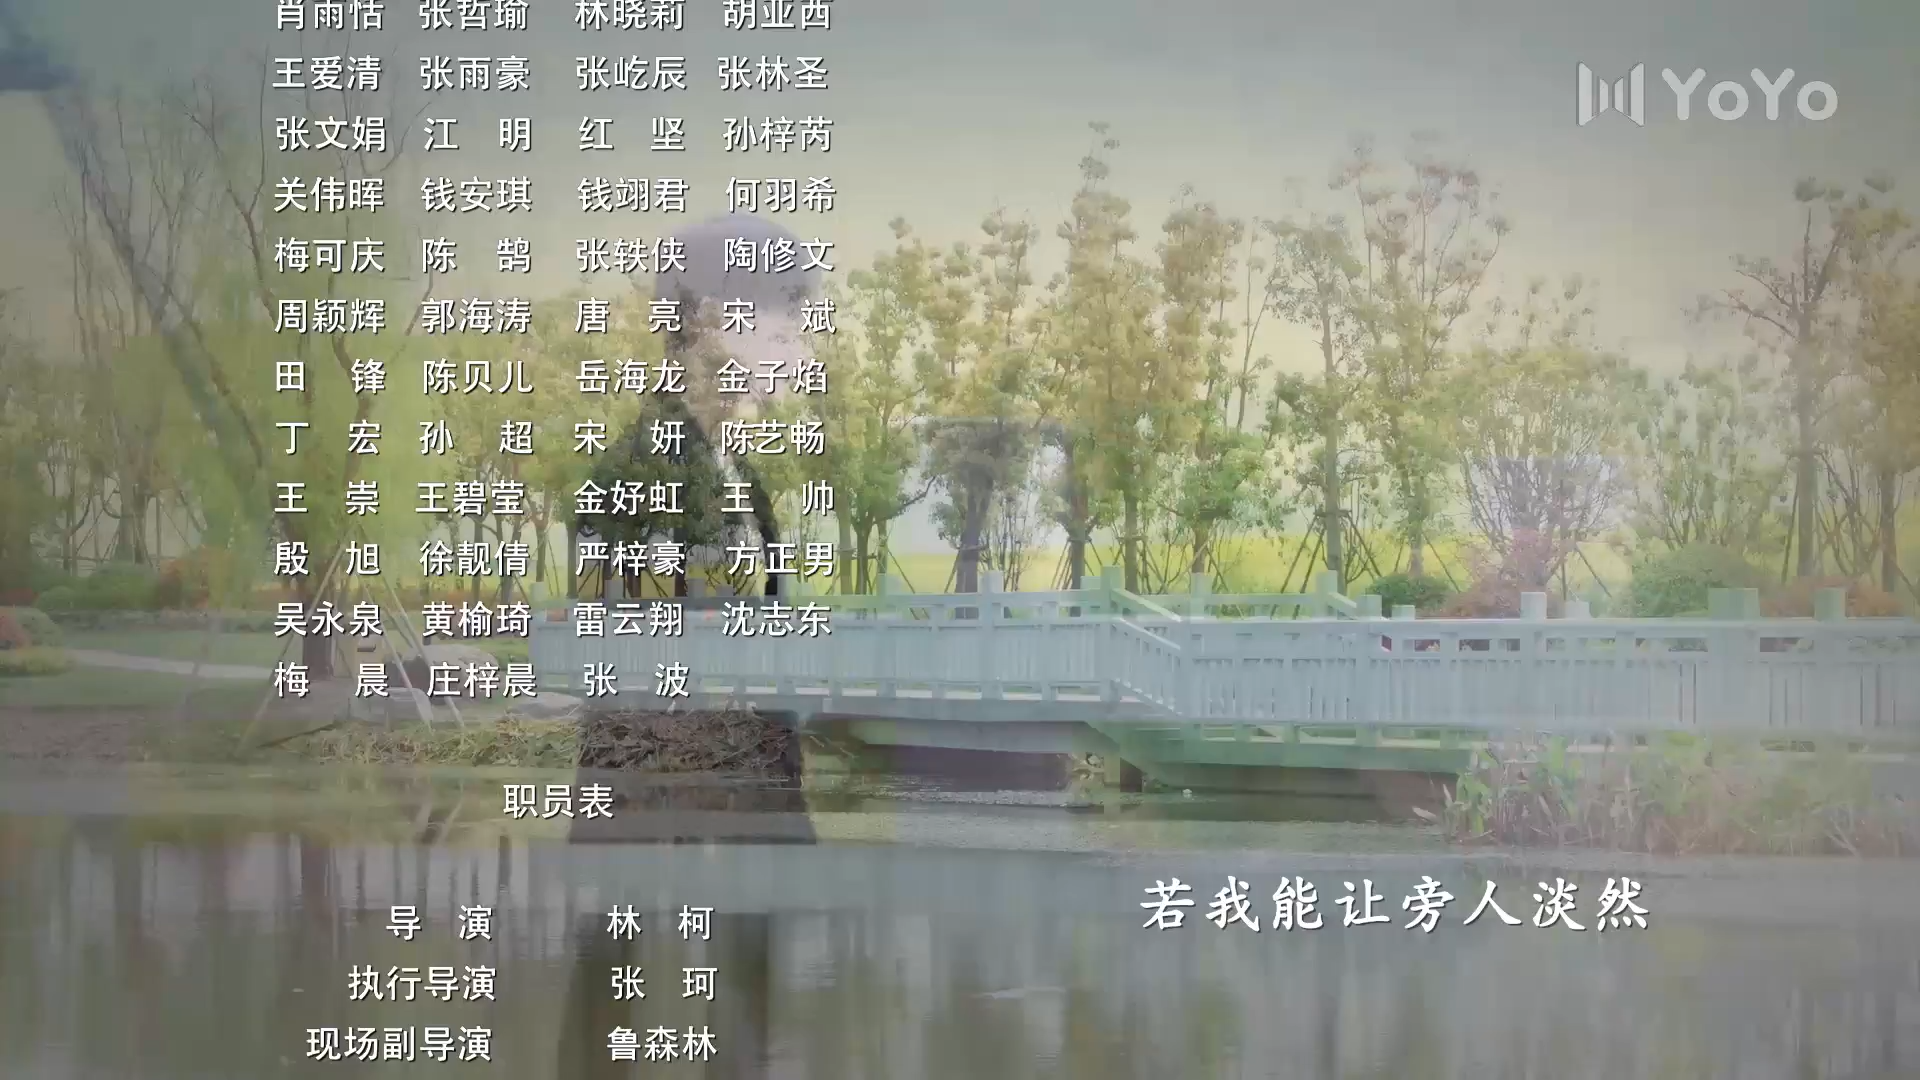 肖雨恬 张哲瑜 林晓莉 胡亚西
王爱清 张雨豪 张屹辰 张林圣
张文娟 江明 红坚 孙梓芮
关伟晖 钱安琪 钱翊君 何羽希
梅可庆 陈鹄 张轶侠 陶修文
周颖辉 郭海涛 唐亮 宋斌
田锋 陈贝儿 岳海龙 金子焰
丁宏 孙超 宋妍 陈艺畅
王崇 王碧莹 金妤虹 王帅
殷旭 徐靓倩 严梓豪 方正男
吴永泉 黄榆琦 雷云翔 沈志东
梅晨 庄梓晨 张波
职员表
导演 林柯
执行导演 张珂
现场副导演 鲁森林
若我能让旁人淡然
YoYo